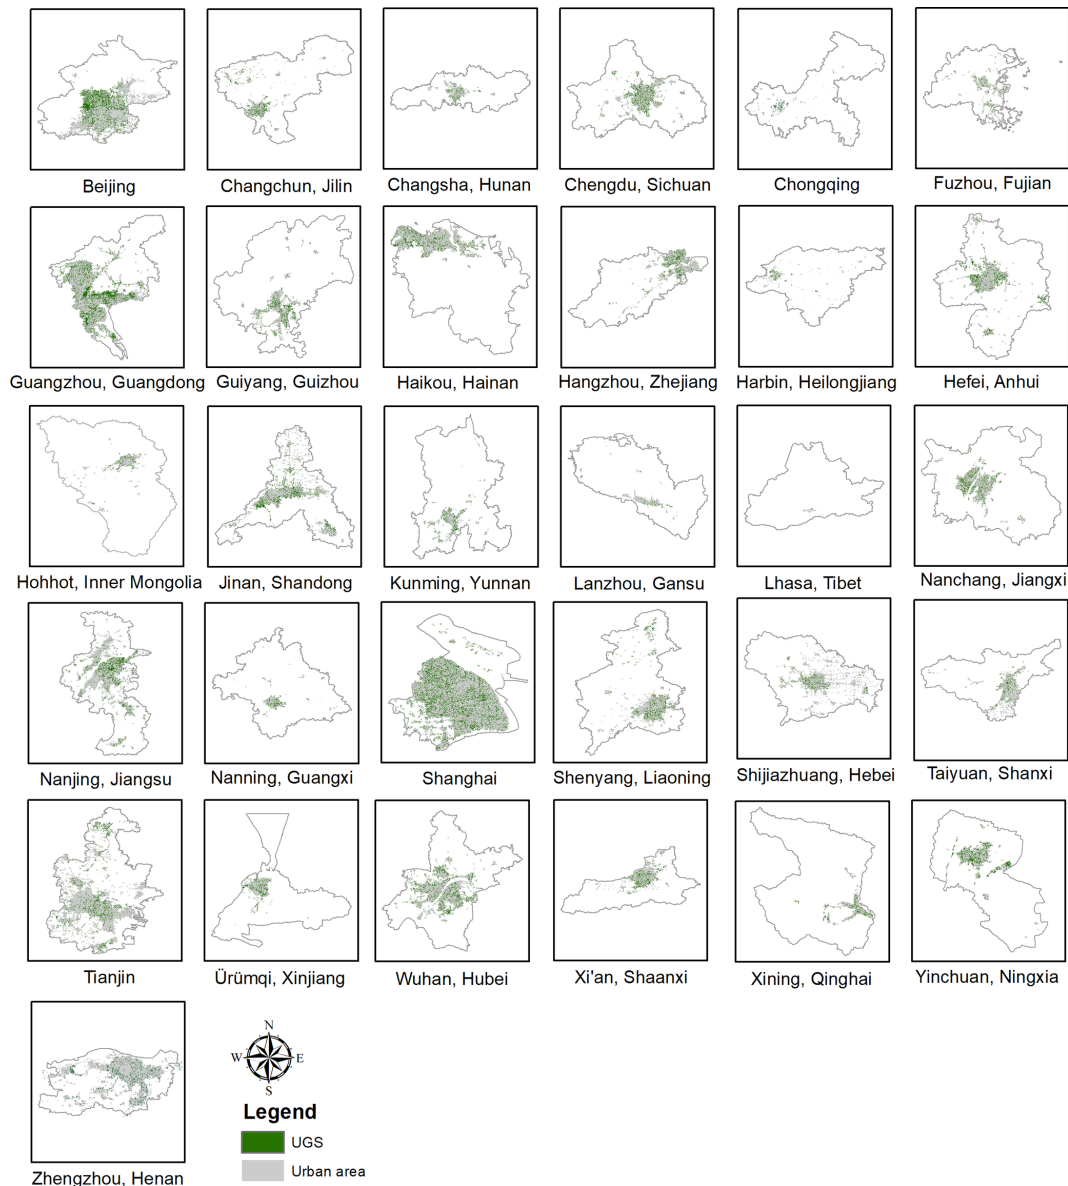 Beijing
Changchun, Jilin
Changsha, Hunan
Chengdu, Sichuan
Chongqing
Fuzhou, Fujian
Guangzhou, Guangdong
Guiyang, Guizhou
Haikou, Hainan
Hangzhou, Zhejiang
Harbin, Heilongjiang
Hefei, Anhui
Hohhot, Inner Mongolia
Jinan, Shandong
Kunming, Yunnan
Lanzhou, Gansu
Lhasa, Tibet
Nanchang, Jiangxi
Nanjing, Jiangsu
Nanning, Guangxi
Shanghai
Shenyang, Liaoning
Shijiazhuang, Hebei
Taiyuan, Shanxi
Tianjin
Ürümqi, Xinjiang
Wuhan, Hubei
Xi'an, Shaanxi
Xining, Qinghai
Yinchuan, Ningxia
Zhengzhou, Henan
N
W E
S
Legend
UGS
Urban area